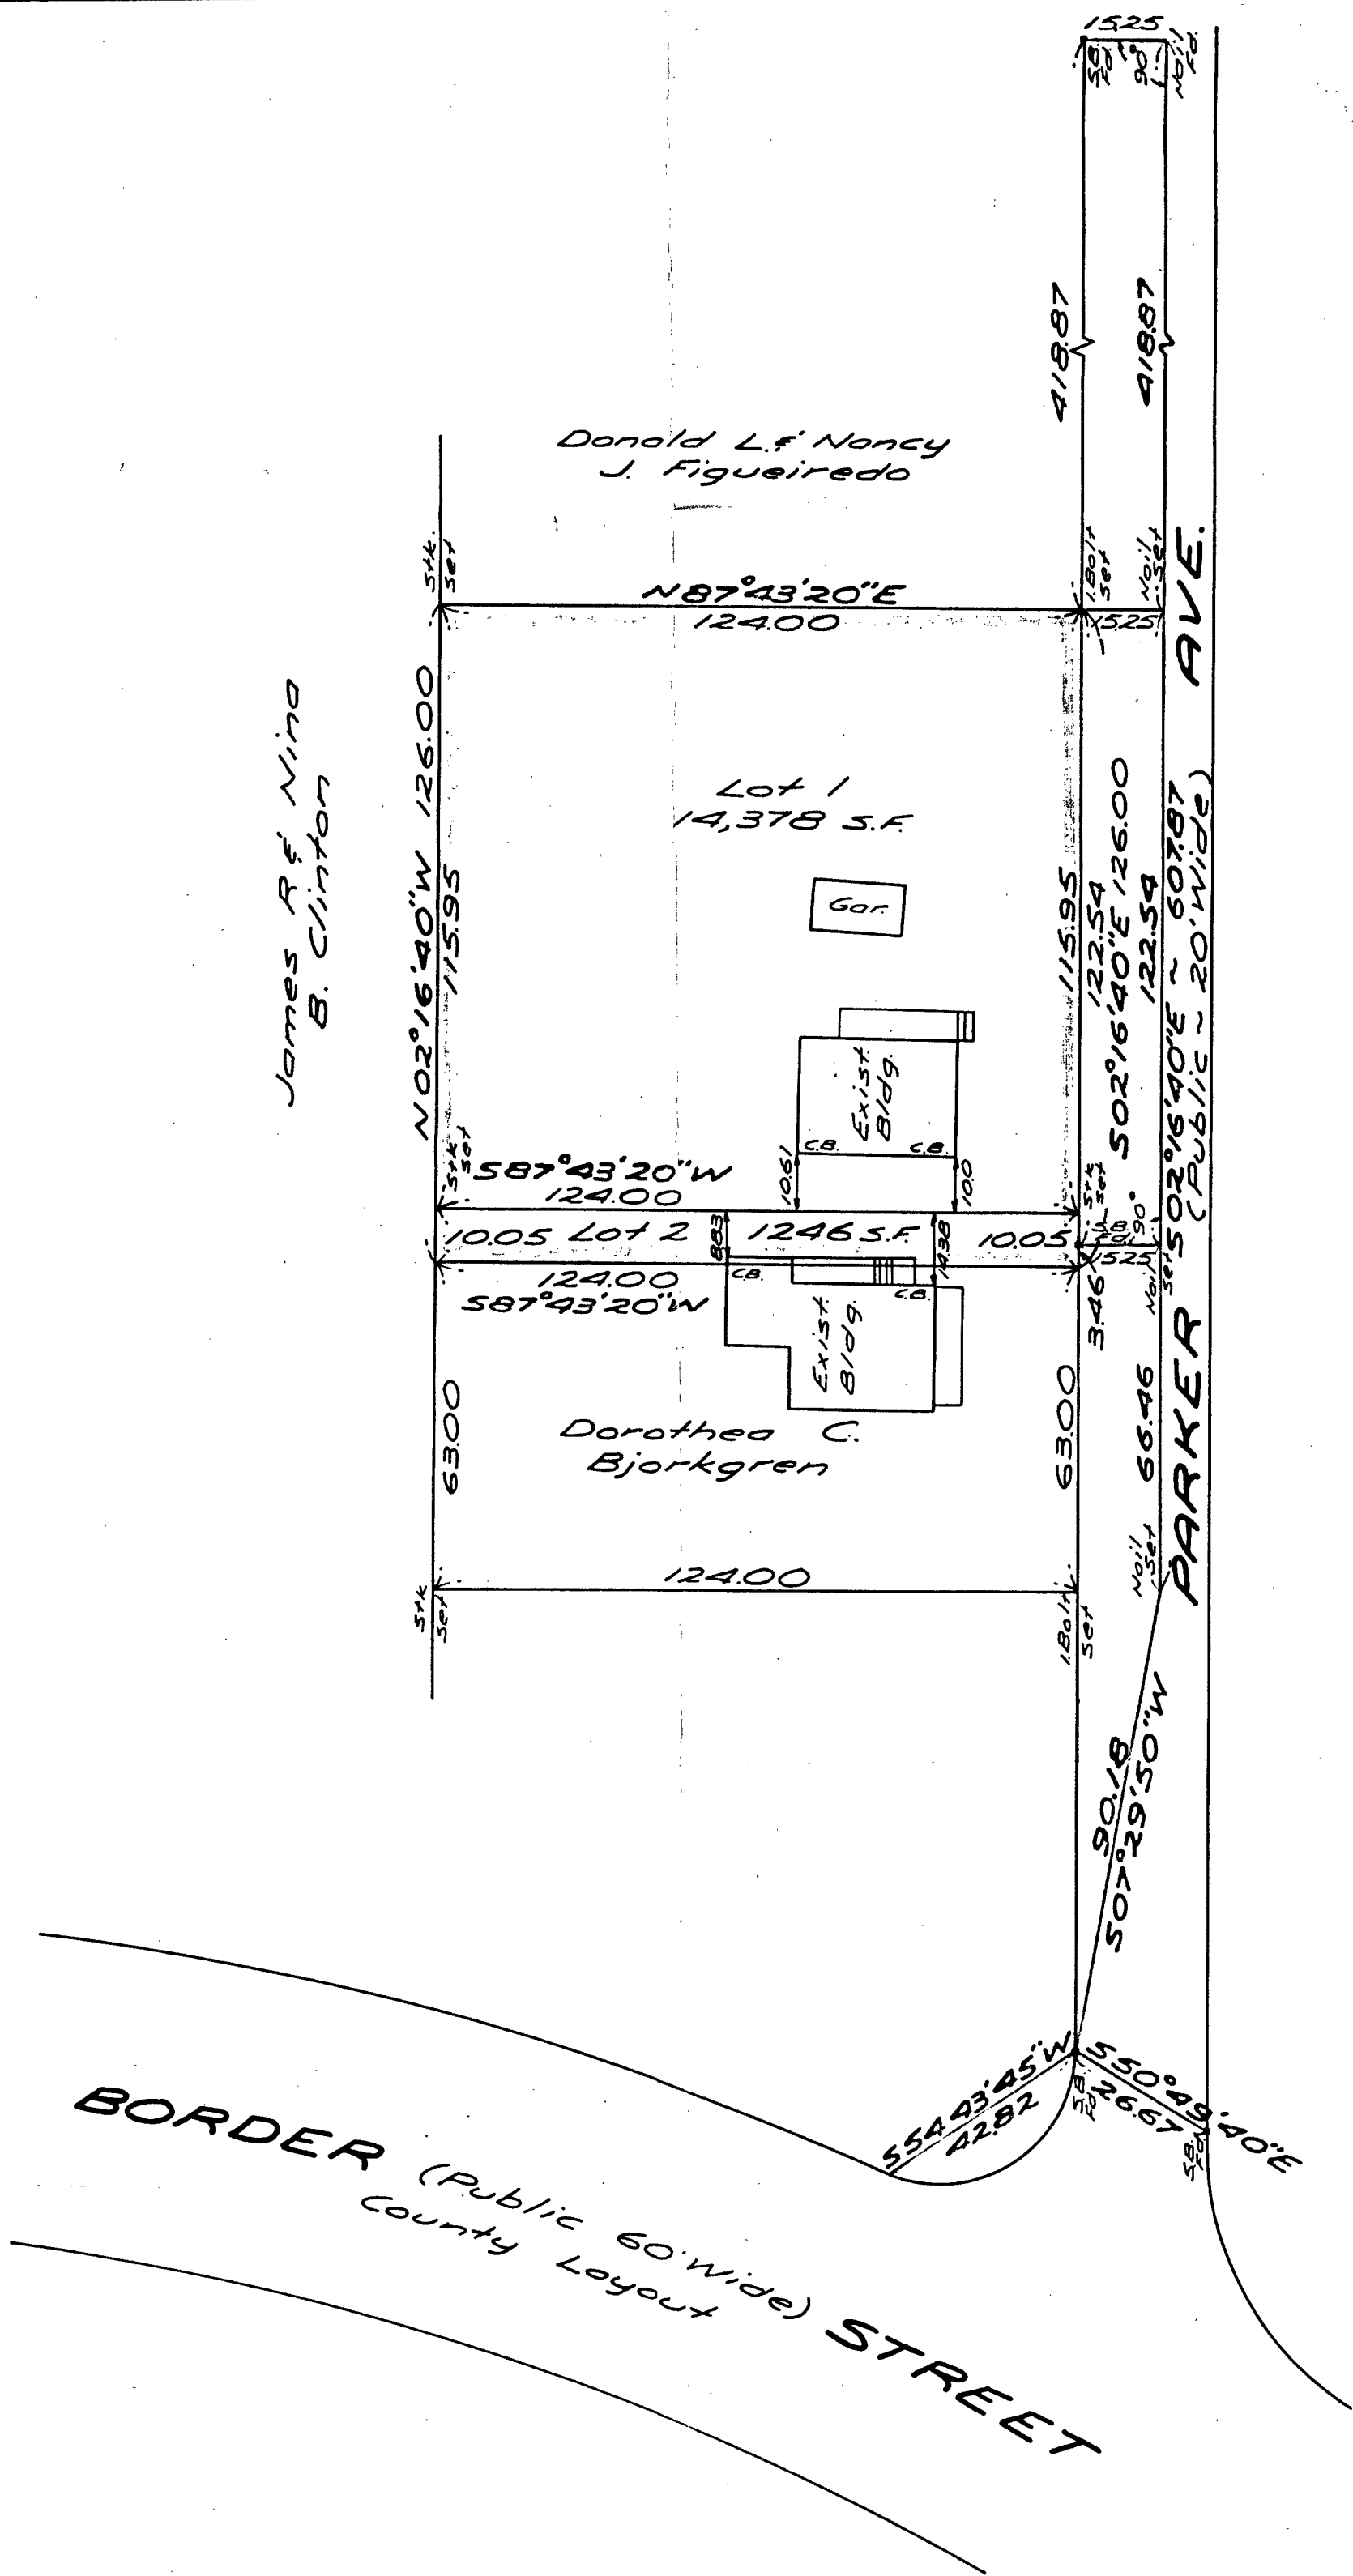 15.25
S.B.
Fd.
90°
Nail
Fd.
418.87
418.87
Donald L. & Nancy
J. Figueiredo
Stk.
Set
I.Bolt
Set
Nail
Set
N87°43'20"E
124.00
15.25
James R & Nina
B. Clinton
N02°16'40"W 126.00
115.95
Lot 1
14,378 S.F.
Gar.
115.95
122.54
S02°16'40"E 126.00
122.54
S02°16'40"E ~ 607.87
(Public ~ 20' Wide)
PARKER AVE.
Exist.
Bldg.
C.B.
C.B.
10.61
10.0
Stk
Set
S87°43'20"W
124.00
Stk
Set
S.B.
Fd.
90°
10.05 Lot 2 1246 S.F. 10.05
8.83
14.38
15.25
Nail
Set
124.00
S87°43'20"W
C.B.
C.B.
Exist.
Bldg.
3.46
63.00
63.00
66.46
Dorothea C.
Bjorkgren
Nail
Set
124.00
Stk
Set
I.Bolt
Set
90.18
S07°29'50"W
S54 43'45"W
42.82
S.B.
Fd.
S50°49'40"E
26.67
S.B.
Fd.
BORDER (Public 60' Wide) STREET
County Layout